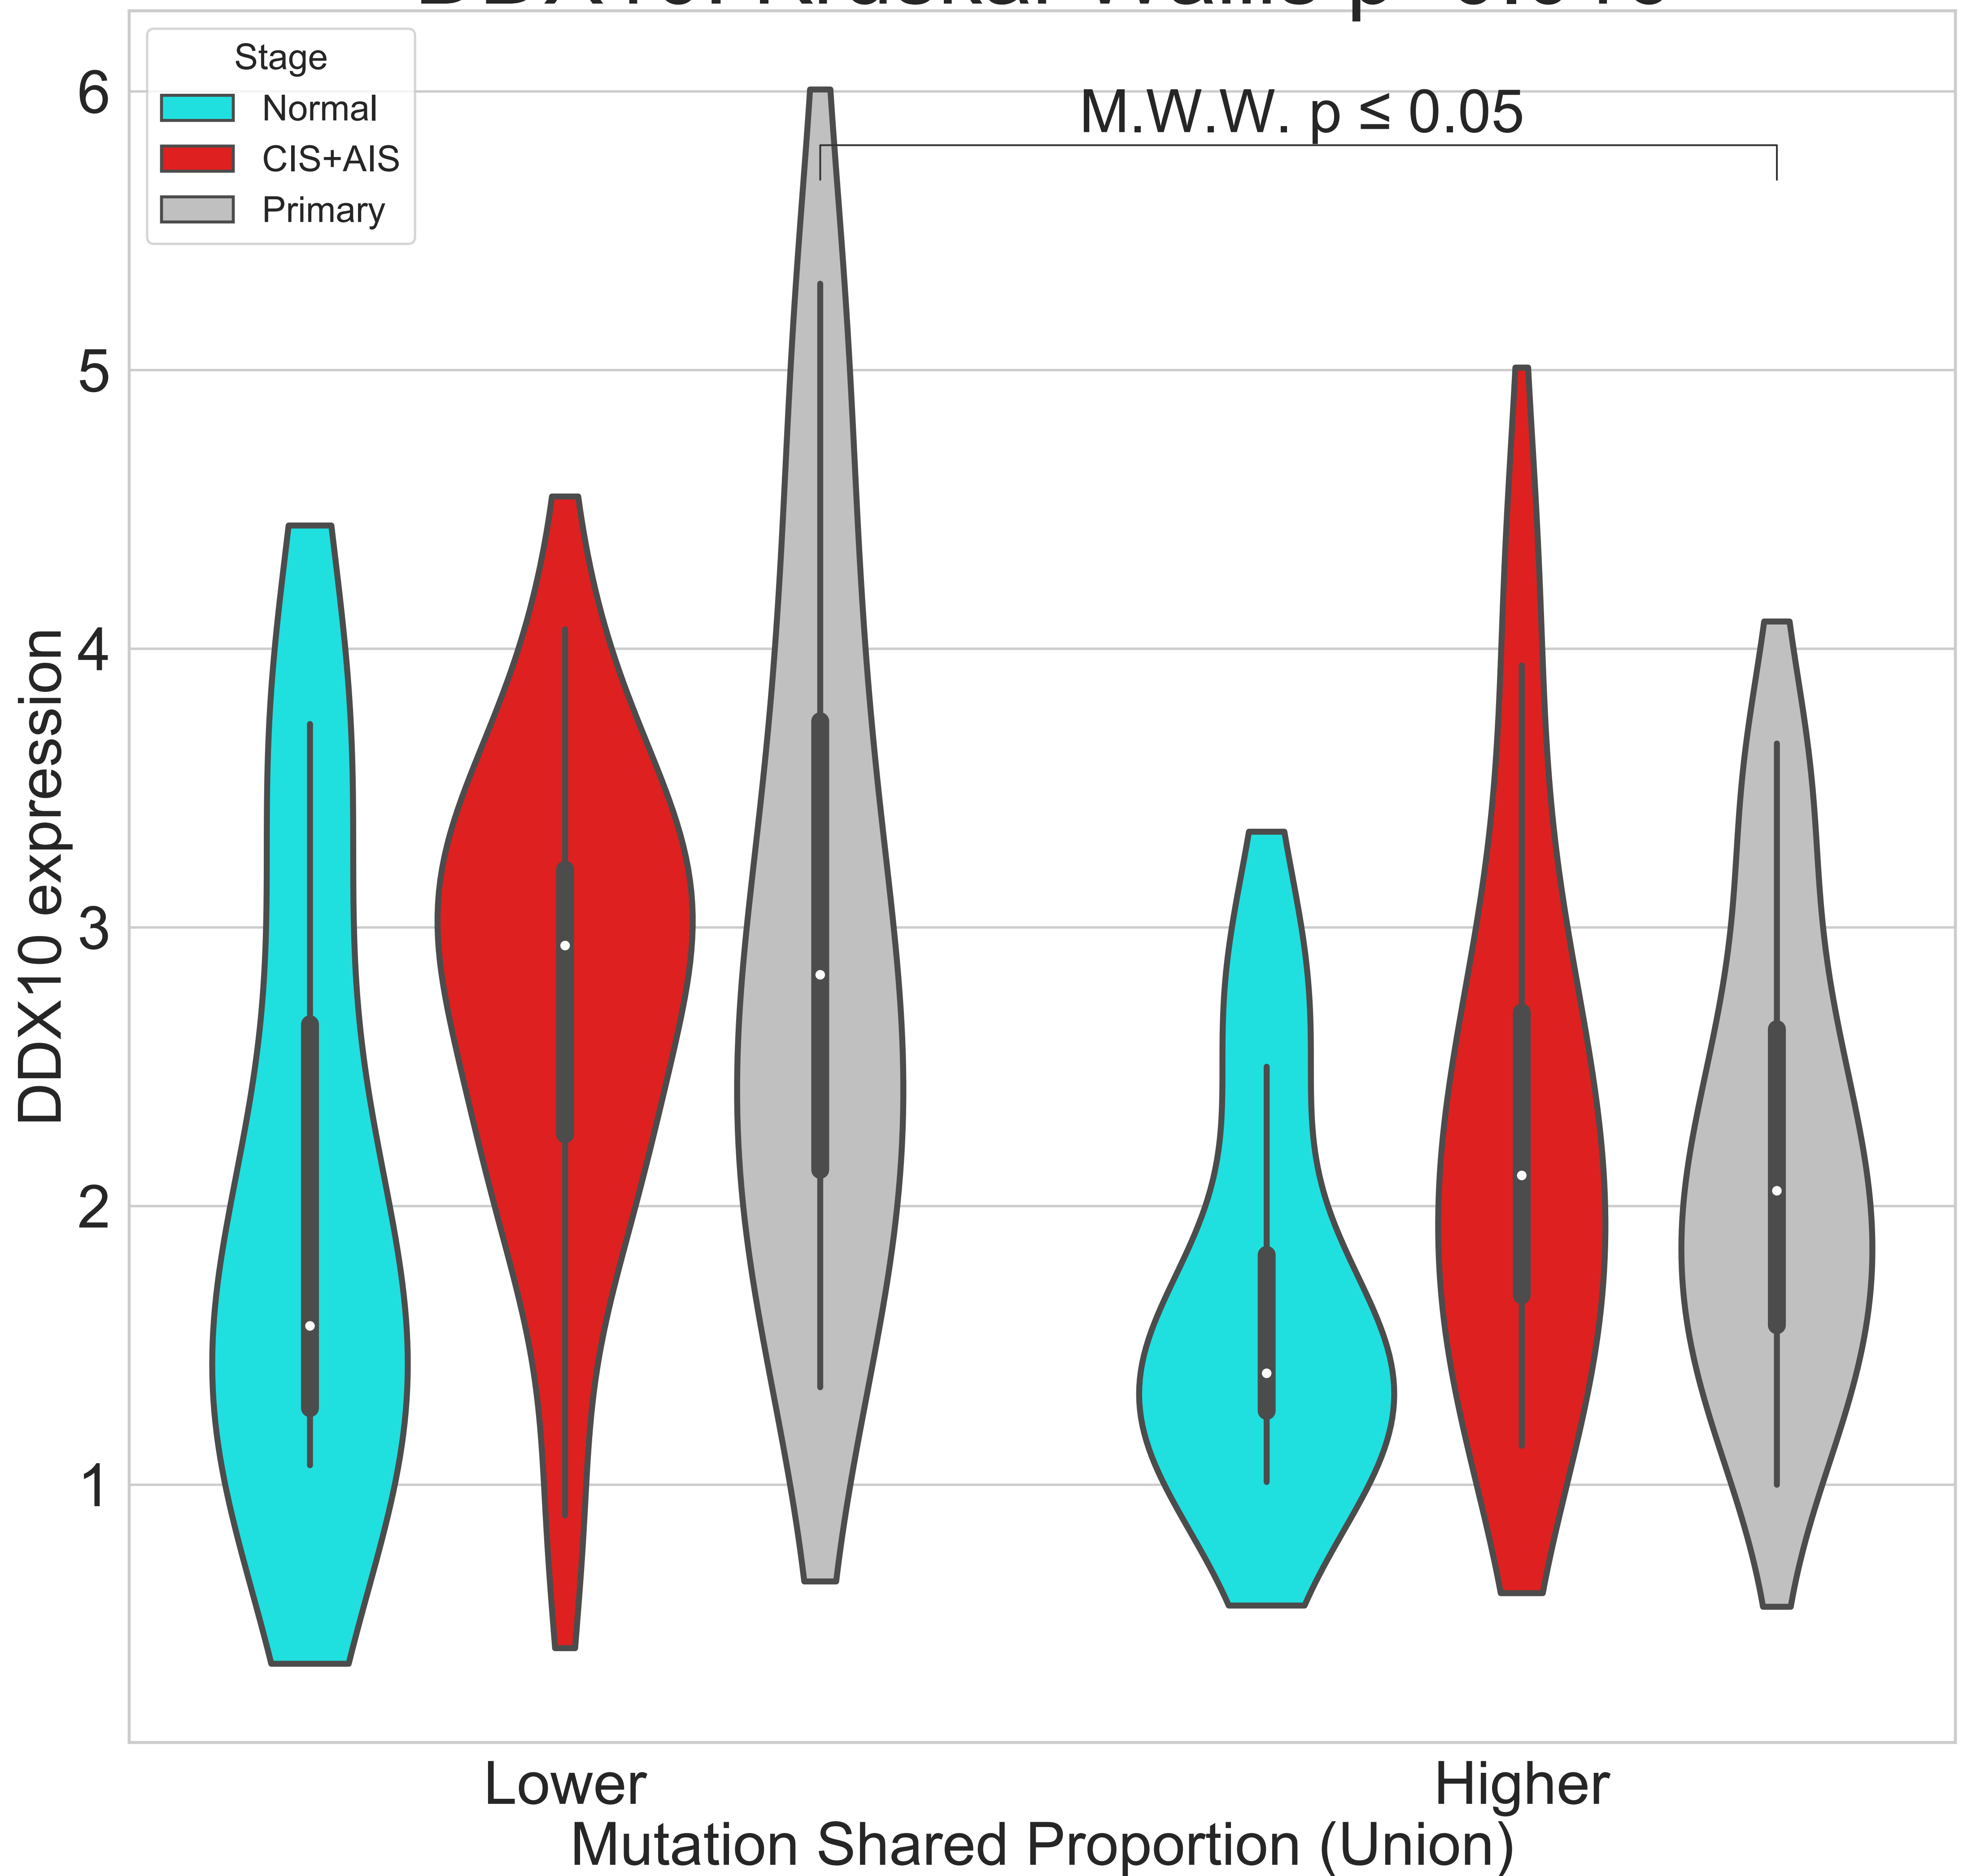 Stage
Normal
CIS+AIS
Primary
M.W.W. p ≤ 0.05
6
5
4
3
2
1
DDX10 expression
Lower
Higher
Mutation Shared Proportion (Union)